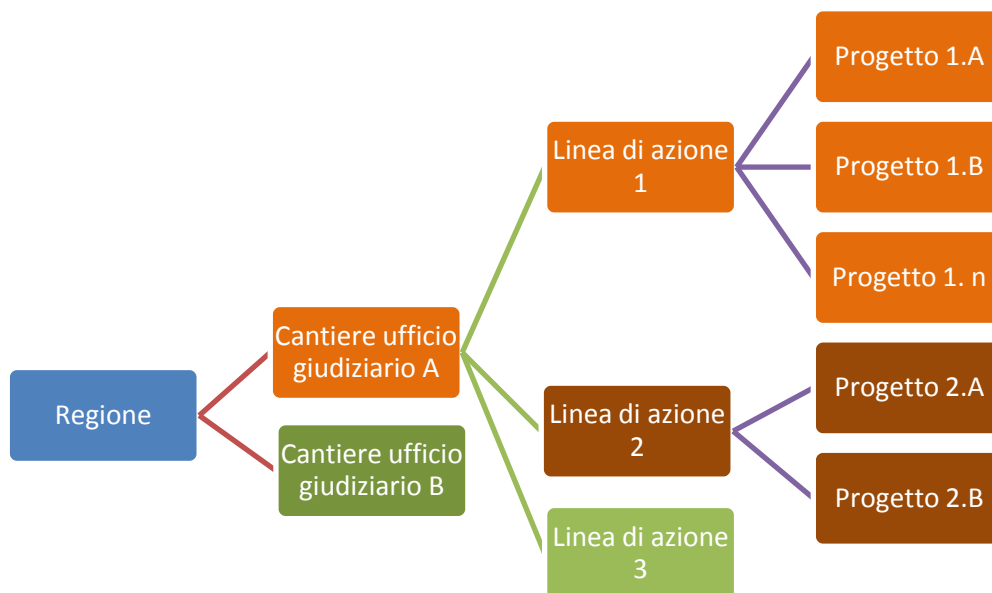 Regione
Cantiere ufficio
giudiziario A
Cantiere ufficio
giudiziario B
Linea di azione
1
Linea di azione
2
Linea di azione
3
Progetto 1.A
Progetto 1.B
Progetto 1. n
Progetto 2.A
Progetto 2.B